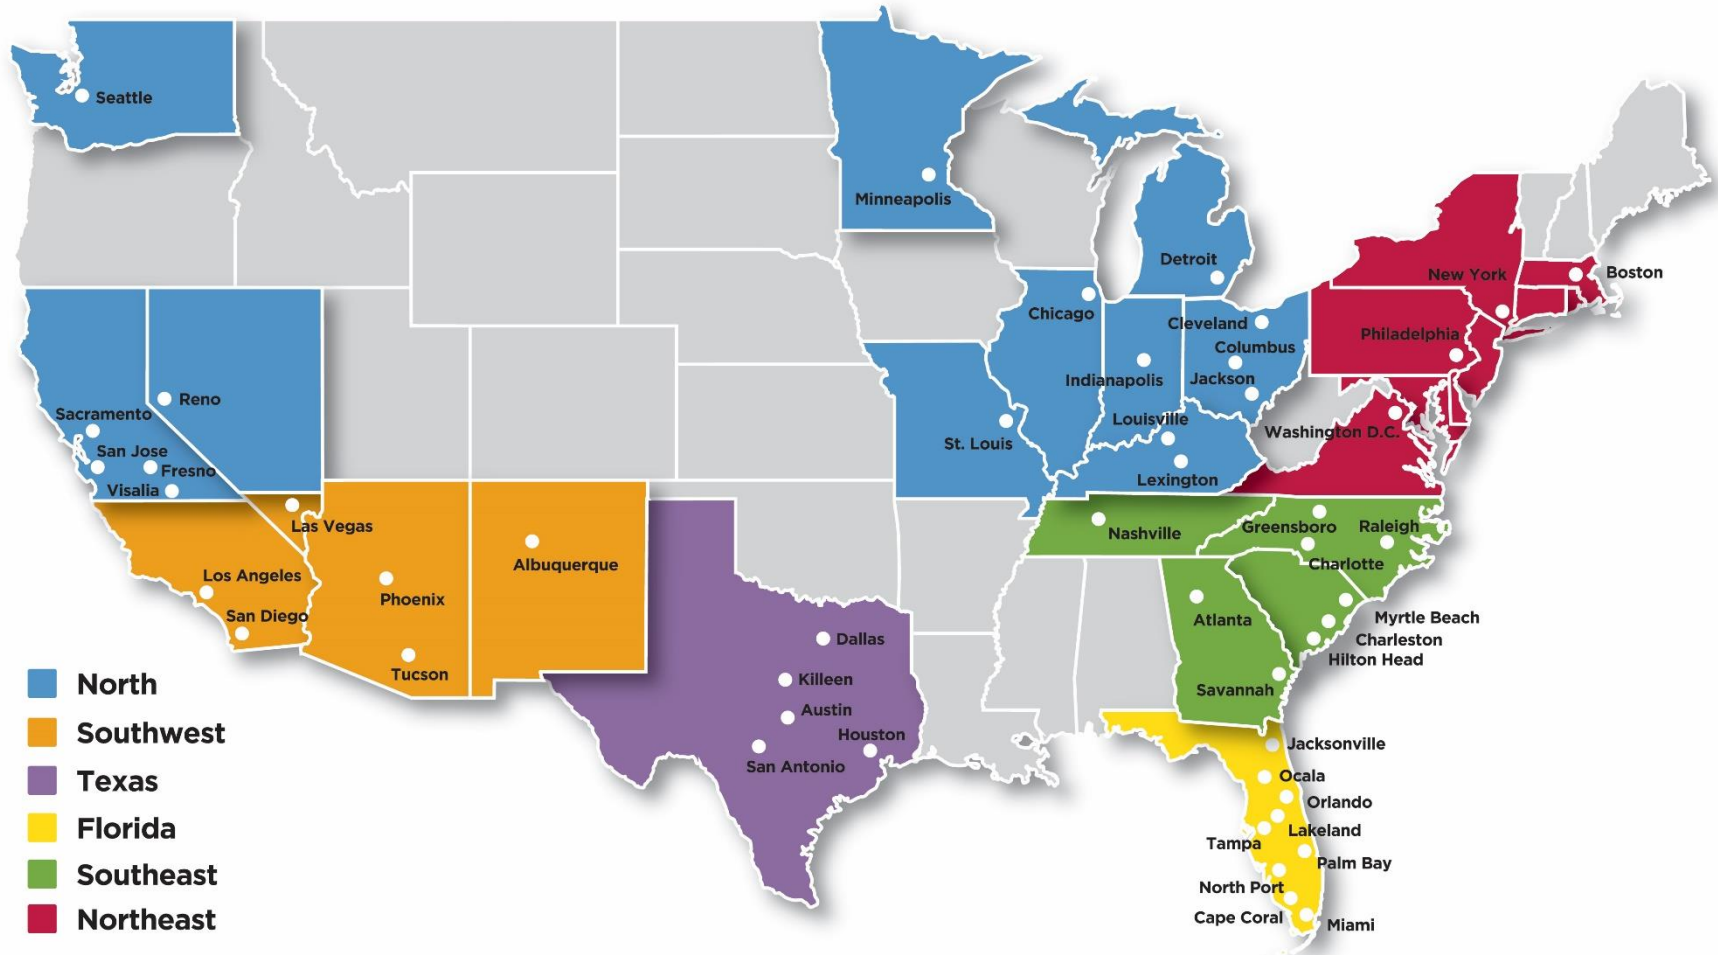 Seattle
Minneapolis
Detroit
New York
Boston
Chicago
Cleveland
Philadelphia
Columbus
Indianapolis
Jackson
Reno
Sacramento
Louisville
Washington D.C.
St. Louis
San Jose
Fresno
Lexington
Visalia
Las Vegas
Greensboro
Raleigh
Nashville
Albuquerque
Charlotte
Los Angeles
Phoenix
San Diego
Atlanta
Myrtle Beach
Dallas
Charleston
Hilton Head
Tucson
Killeen
Savannah
Austin
Houston
Jacksonville
San Antonio
Ocala
Orlando
Lakeland
Tampa
Palm Bay
North Port
Cape Coral
Miami
North
Southwest
Texas
Florida
Southeast
Northeast